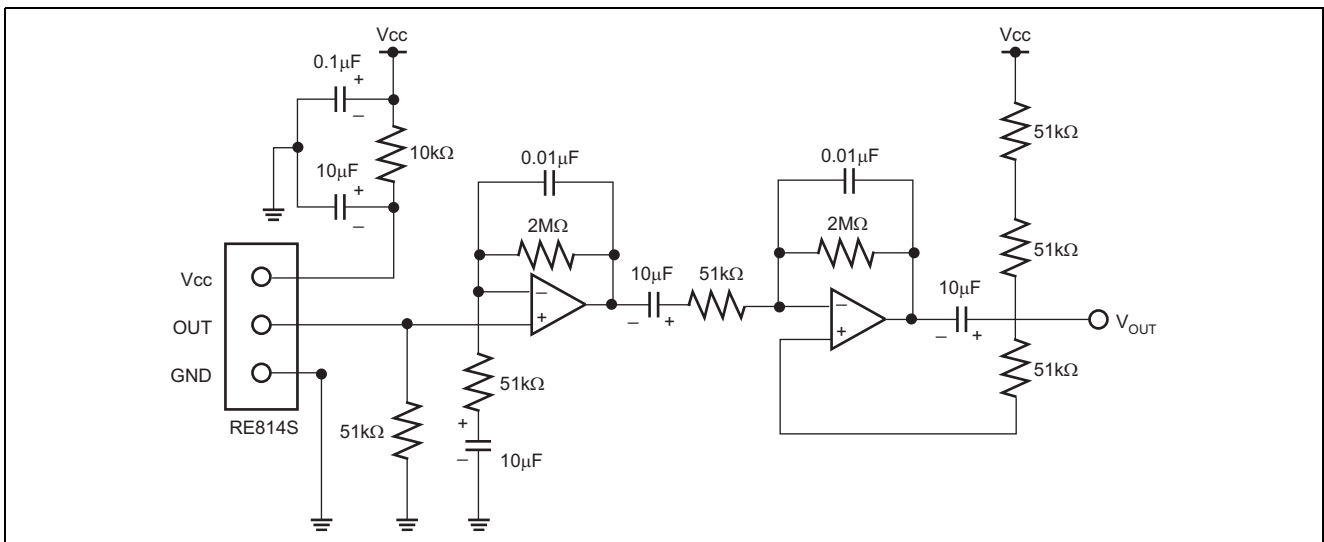 Vcc
Vcc
0.1μF
+
–
51kΩ
10kΩ
10μF
+
–
0.01μF
0.01μF
2MΩ
2MΩ
51kΩ
Vcc
10μF
51kΩ
10μF
–
+
–
+
–
+
–
+
–
+
OUT
VOUT
GND
51kΩ
51kΩ
RE814S
51kΩ
+
–
10μF